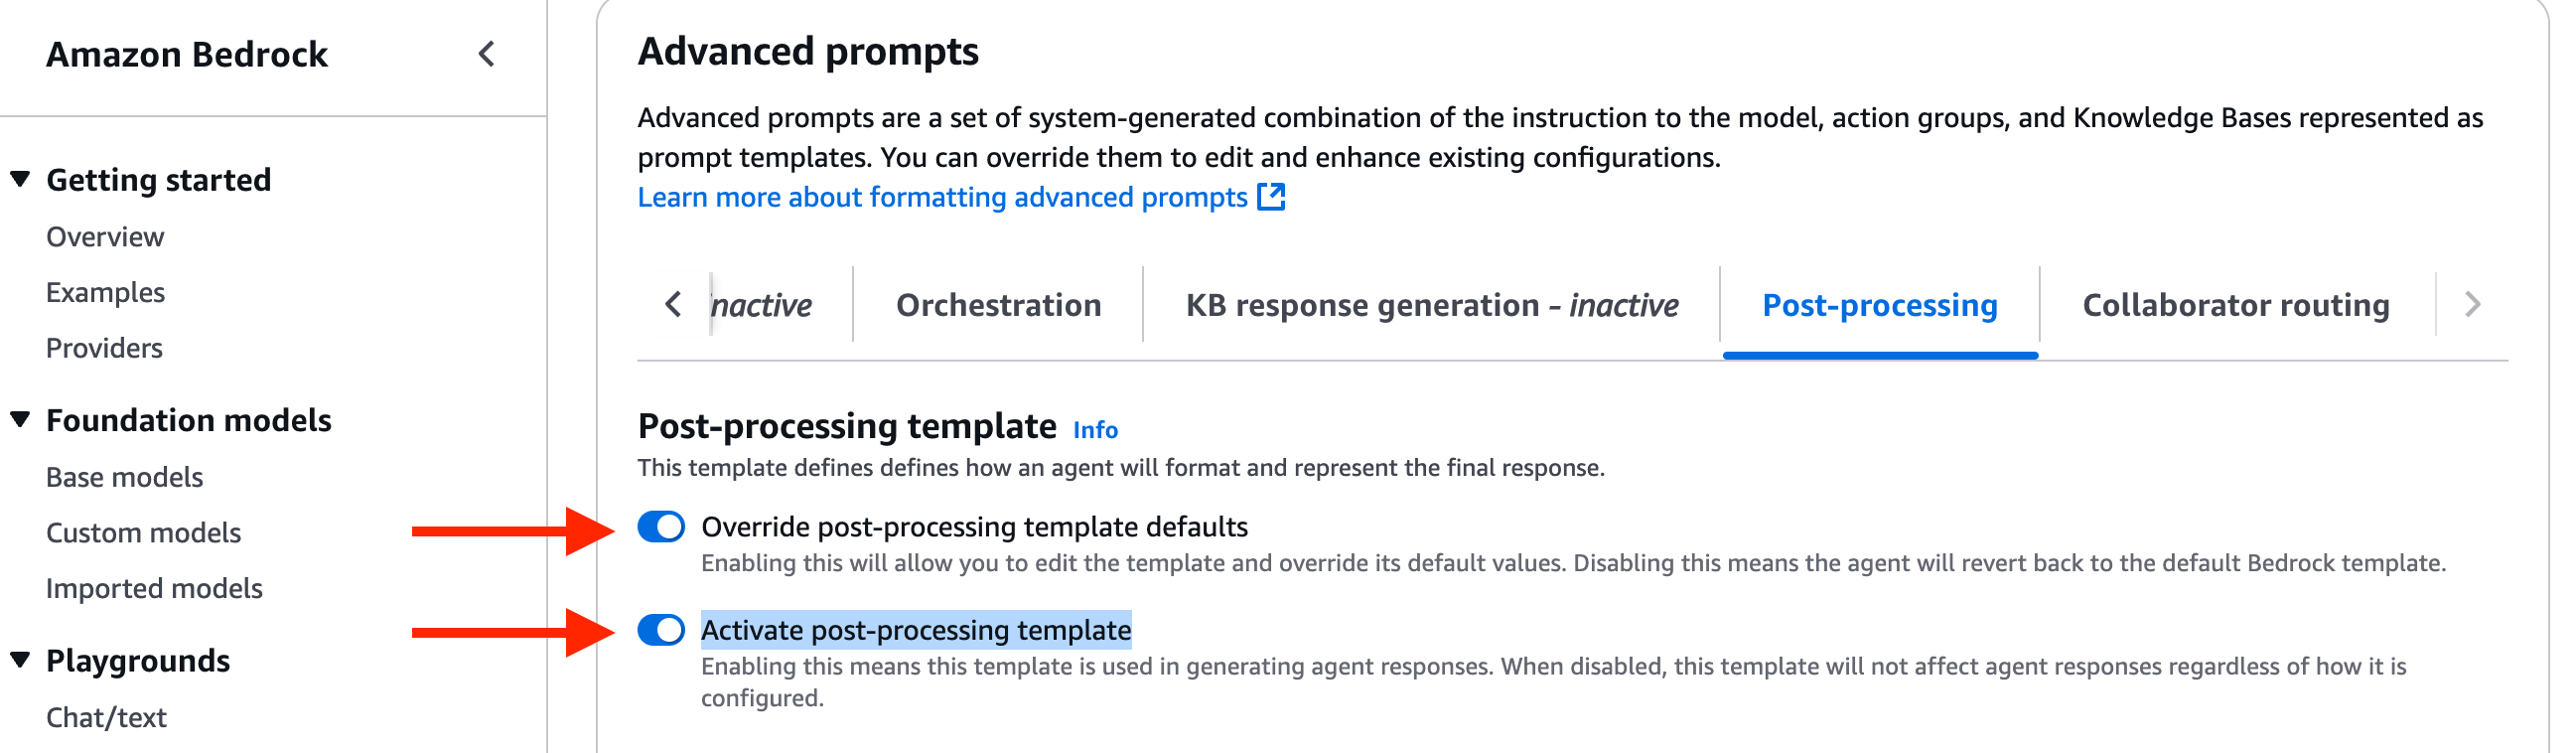 Amazon Bedrock
Getting started
Overview
Examples
Providers
Foundation models
Base models
Custom models
Imported models
Playgrounds
Chat/text
Advanced prompts
Advanced prompts are a set of system-generated combination of the instruction to the model, action groups, and Knowledge Bases represented as
prompt templates. You can override them to edit and enhance existing configurations.
Learn more about formatting advanced prompts
nactive
Orchestration
KB response generation - inactive
Post-processing
Collaborator routing
Post-processing template Info
This template defines defines how an agent will format and represent the final response.
Override post-processing template defaults
Enabling this will allow you to edit the template and override its default values. Disabling this means the agent will revert back to the default Bedrock template.
Activate post-processing template
Enabling this means this template is used in generating agent responses. When disabled, this template will not affect agent responses regardless of how it is
configured.